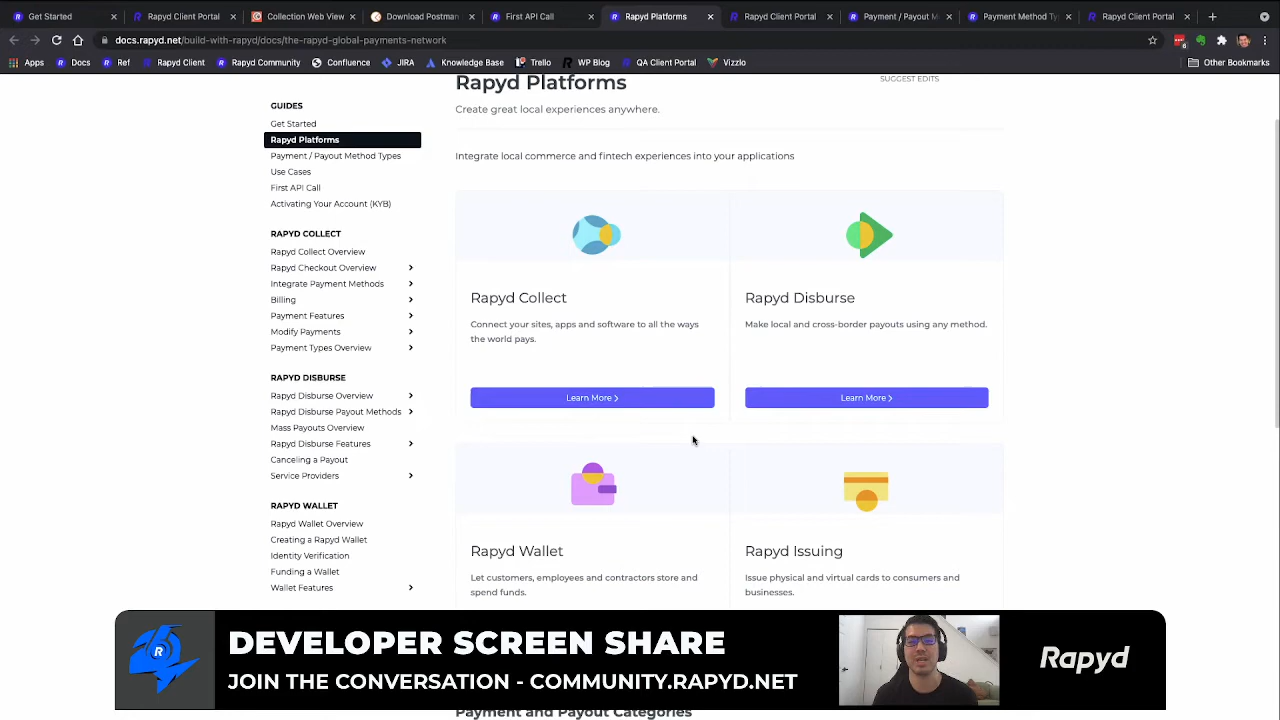 Get Started
Rapyd Client Portal
Collection Web View
Download Postman
First API Call
Rapyd Platforms
Rapyd Client Portal
Payment / Payout M
Payment Method Typ
Rapyd Client Portal
docs.rapyd.net/build-with-rapyd/docs/the-rapyd-global-payments-network
6
Apps
Docs
Ref
Rapyd Client
Rapyd Community
Confluence
JIRA
Knowledge Base
Trello
WP Blog
QA Client Portal
Vizzlo
Other Bookmarks
GUIDES
Get Started
Rapyd Platforms
Payment / Payout Method Types
Use Cases
First API Call
Activating Your Account (KYB)
RAPYD COLLECT
Rapyd Collect Overview
Rapyd Checkout Overview
Integrate Payment Methods
Billing
Payment Features
Modify Payments
Payment Types Overview
RAPYD DISBURSE
Rapyd Disburse Overview
Rapyd Disburse Payout Methods
Mass Payouts Overview
Rapyd Disburse Features
Canceling a Payout
Service Providers
RAPYD WALLET
Rapyd Wallet Overview
Creating a Rapyd Wallet
Identity Verification
Funding a Wallet
Wallet Features
Rapyd Platforms
SUGGEST EDITS
Create great local experiences anywhere.
Integrate local commerce and fintech experiences into your applications
Rapyd Collect
Connect your sites, apps and software to all the ways
the world pays.
Learn More
Rapyd Disburse
Make local and cross-border payouts using any method.
Learn More
Rapyd Wallet
Let customers, employees and contractors store and
spend funds.
Rapyd Issuing
Issue physical and virtual cards to consumers and
businesses.
R
DEVELOPER SCREEN SHARE
JOIN THE CONVERSATION - COMMUNITY.RAPYD.NET
Rapyd
Payment and Payout Categories